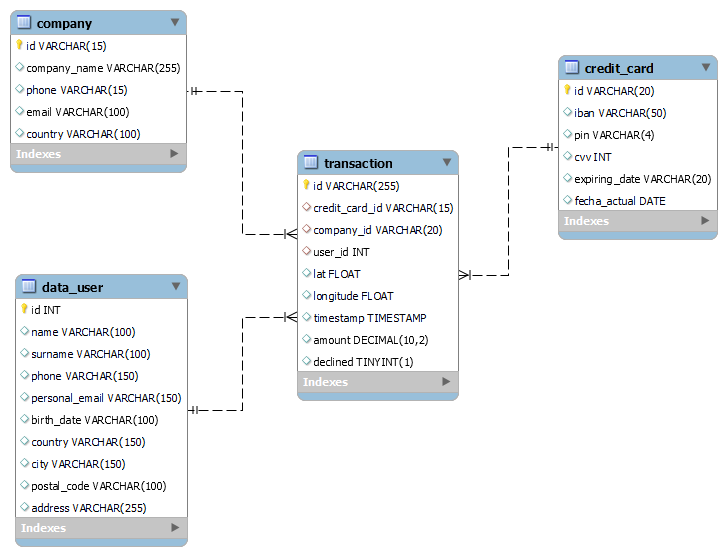 company
id VARCHAR(15)
company_name VARCHAR(255)
phone VARCHAR(15)
email VARCHAR(100)
country VARCHAR(100)
Indexes
data_user
id INT
name VARCHAR(100)
surname VARCHAR(100)
phone VARCHAR(150)
personal_email VARCHAR(150)
birth_date VARCHAR(100)
country VARCHAR(150)
city VARCHAR(150)
postal_code VARCHAR(100)
address VARCHAR(255)
Indexes
transaction
id VARCHAR(255)
credit_card_id VARCHAR(15)
company_id VARCHAR(20)
user_id INT
lat FLOAT
longitude FLOAT
timestamp TIMESTAMP
amount DECIMAL(10,2)
declined TINYINT(1)
Indexes
credit_card
id VARCHAR(20)
iban VARCHAR(50)
pin VARCHAR(4)
cvv INT
expiring_date VARCHAR(20)
fecha_actual DATE
Indexes